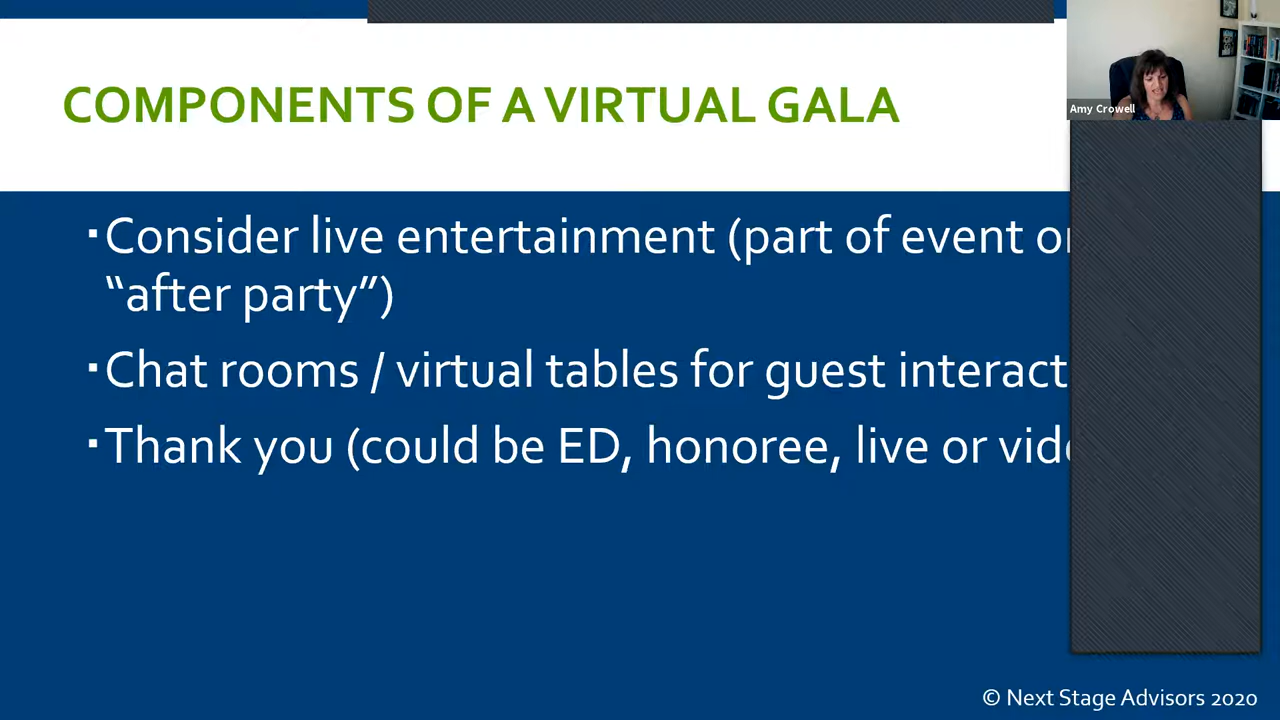 COMPONENTS OF A VIRTUAL GALA
Amy Crowell
▪Consider live entertainment (part of event or
“after party”)
▪Chat rooms / virtual tables for guest interact
▪Thank you (could be ED, honoree, live or vide
© Next Stage Advisors 2020